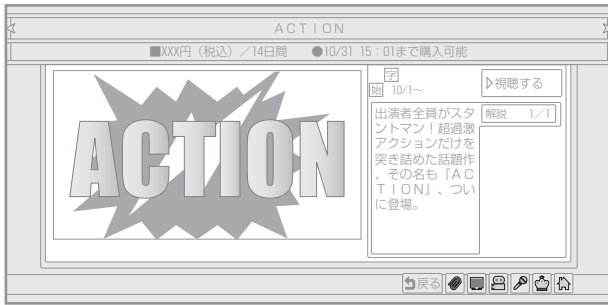 ACTION
■XXX円（税込）／14日間　●10/31 15：01まで購入可能
ACTION
字
始 10/1～
▷視聴する
出演者全員がスタ
ントマン！超過激
アクションだけを
突き詰めた話題作
、その名も『AC
TION』、つい
に登場。
解説　1／1
戻る